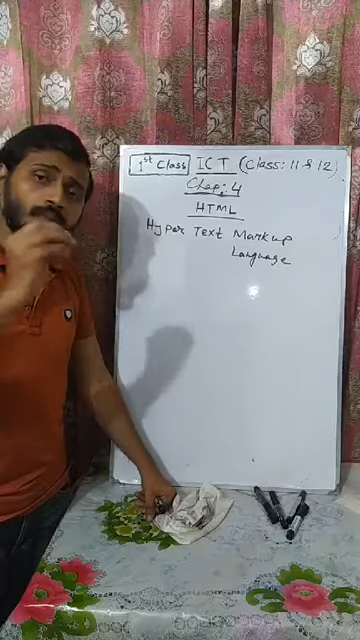 1st Class ICT (Class: 11 & 12)
Chap: 4
HTML
Hyper Text Markup
Language